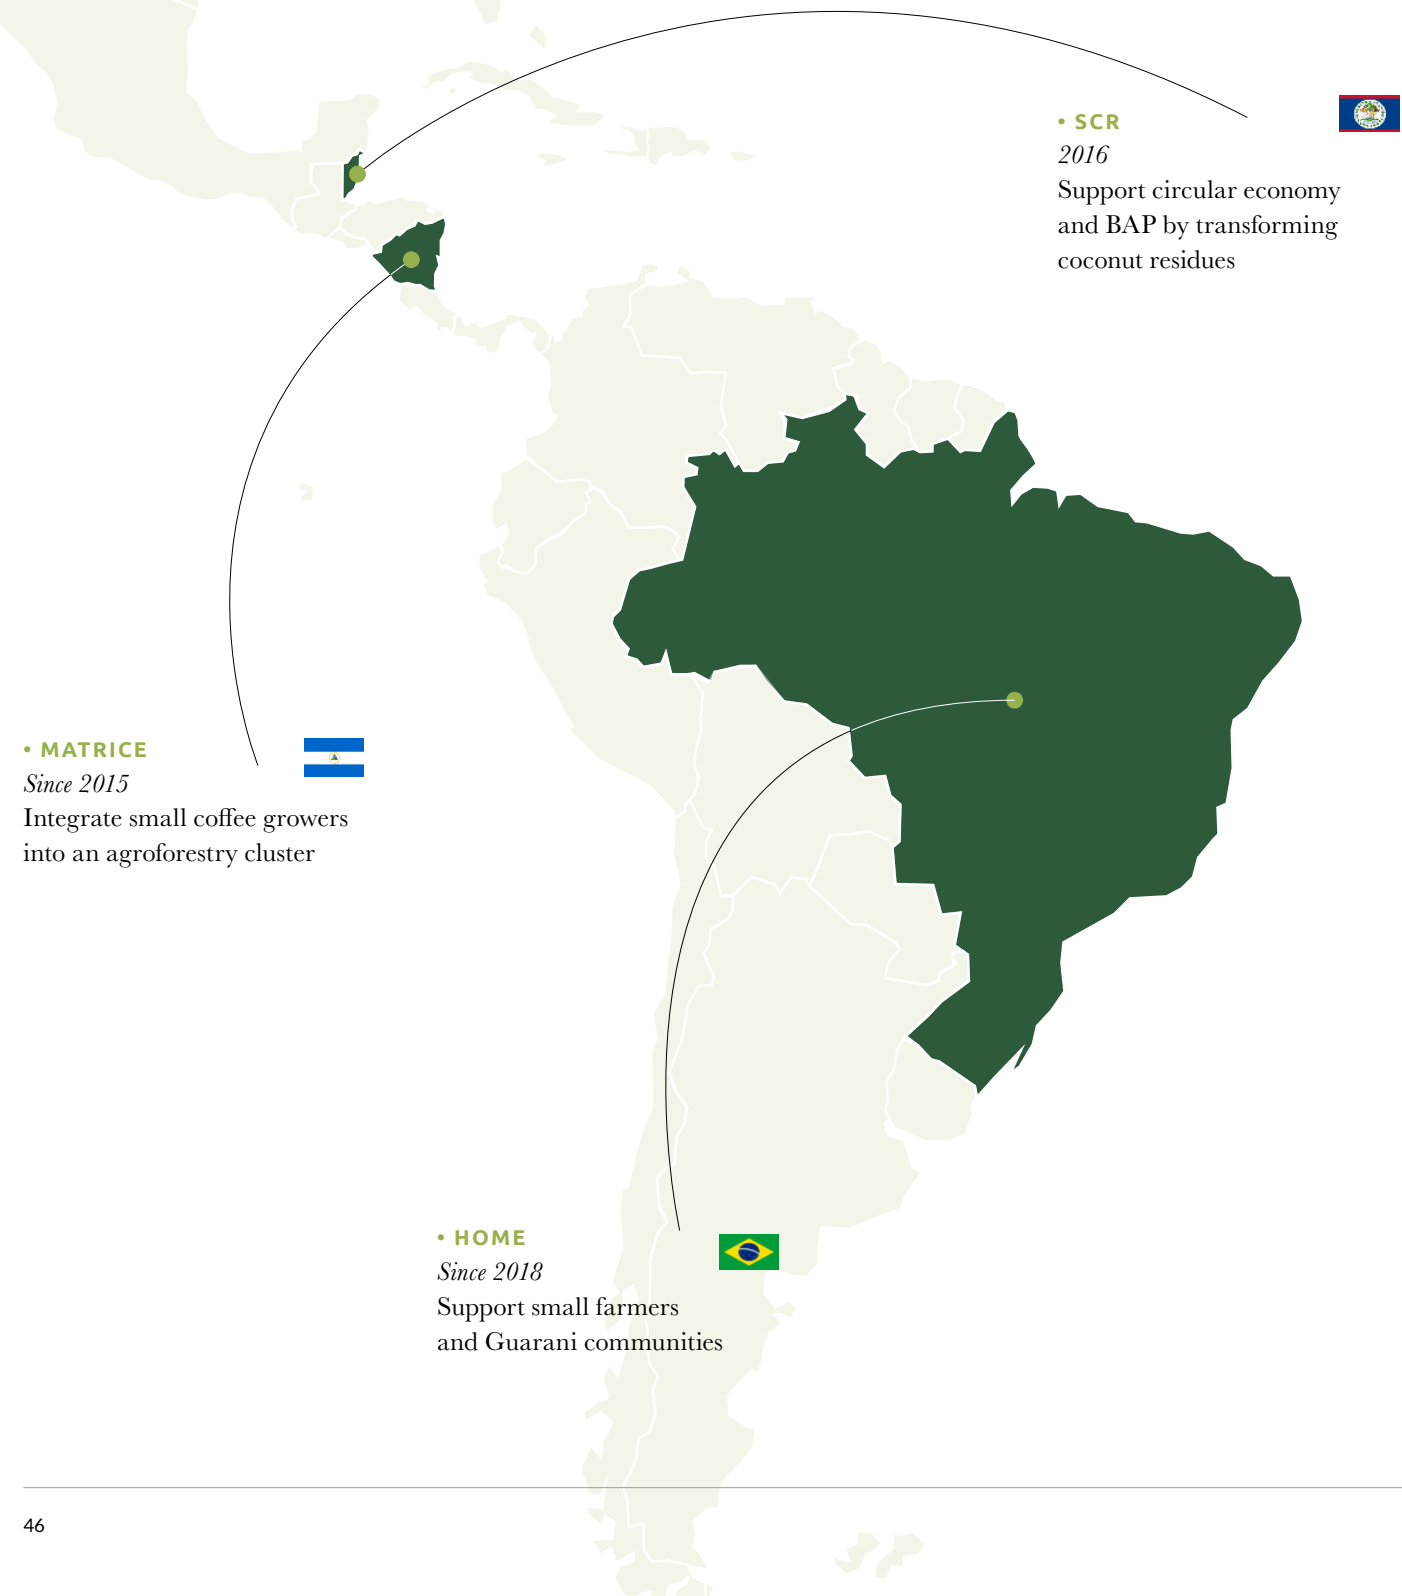 • SCR
2016
Support circular economy
and BAP by transforming
coconut residues
• MATRICE
Since 2015
Integrate small coffee growers
into an agroforestry cluster
• HOME
Since 2018
Support small farmers
and Guarani communities
46